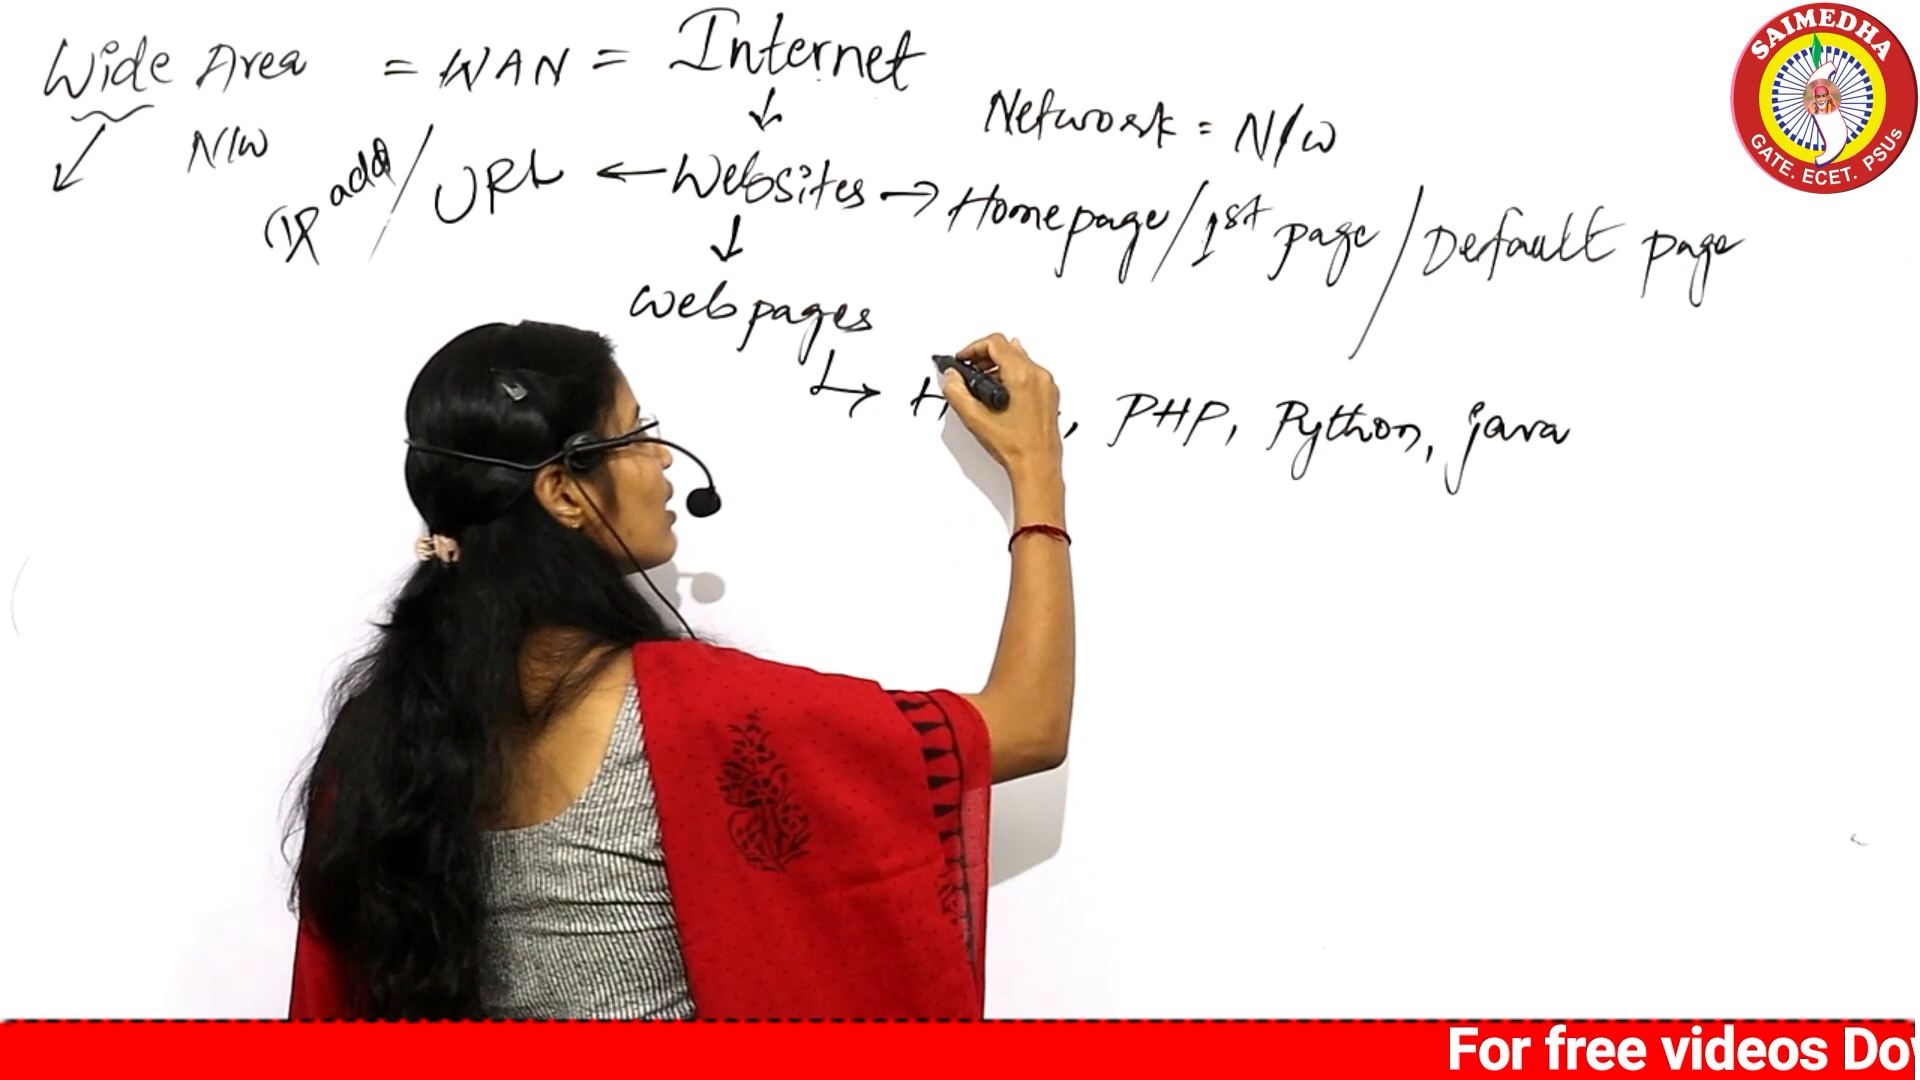 Wide Area = WAN = Internet
N/W
Network = N/W
IP add / URL ← Websites → Homepage / 1st page / Default page
Webpages
PHP, Python, java
SAIMEDHA
GATE. ECET. PSUs
For free videos Do